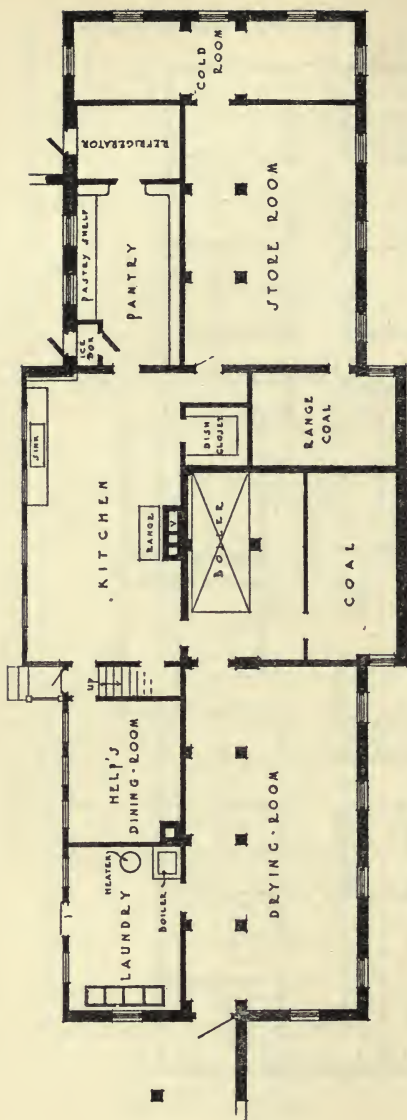 LAUNDRY
HEATER
BOILER
HELP'S
DINING-ROOM
UP
KITCHEN
SINK
RANGE
V
ICE
PASTRY SHELF
PANTRY
REFRIGERATOR
COLD
ROOM
DRYING-ROOM
BOILER
COAL
DISH
CLOSET
RANGE
COAL
STORE ROOM